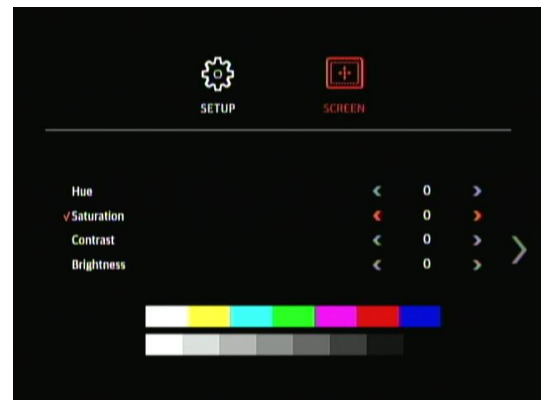 SETUP SCREEN
Hue < 0 >
√Saturation < 0 >
Contrast < 0 >
Brightness < 0 >